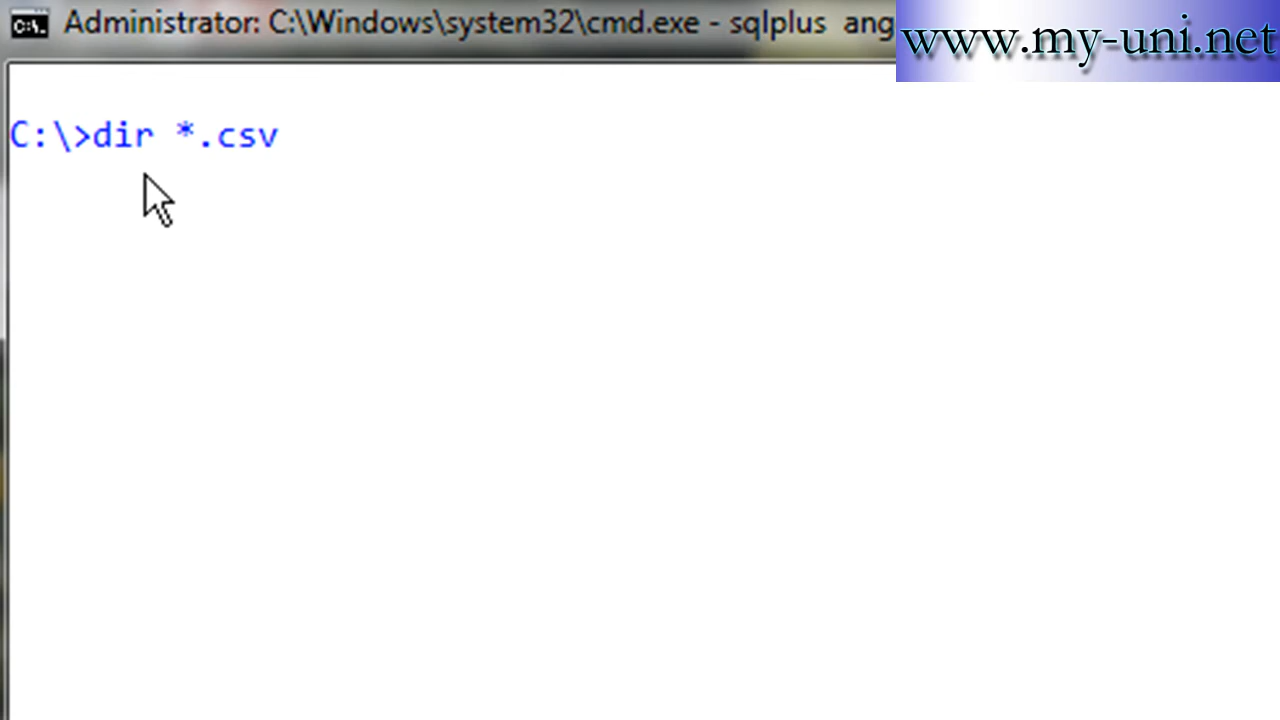 Administrator: C:\Windows\system32\cmd.exe - sqlplus ang
www.my-uni.net
C:\>dir *.csv